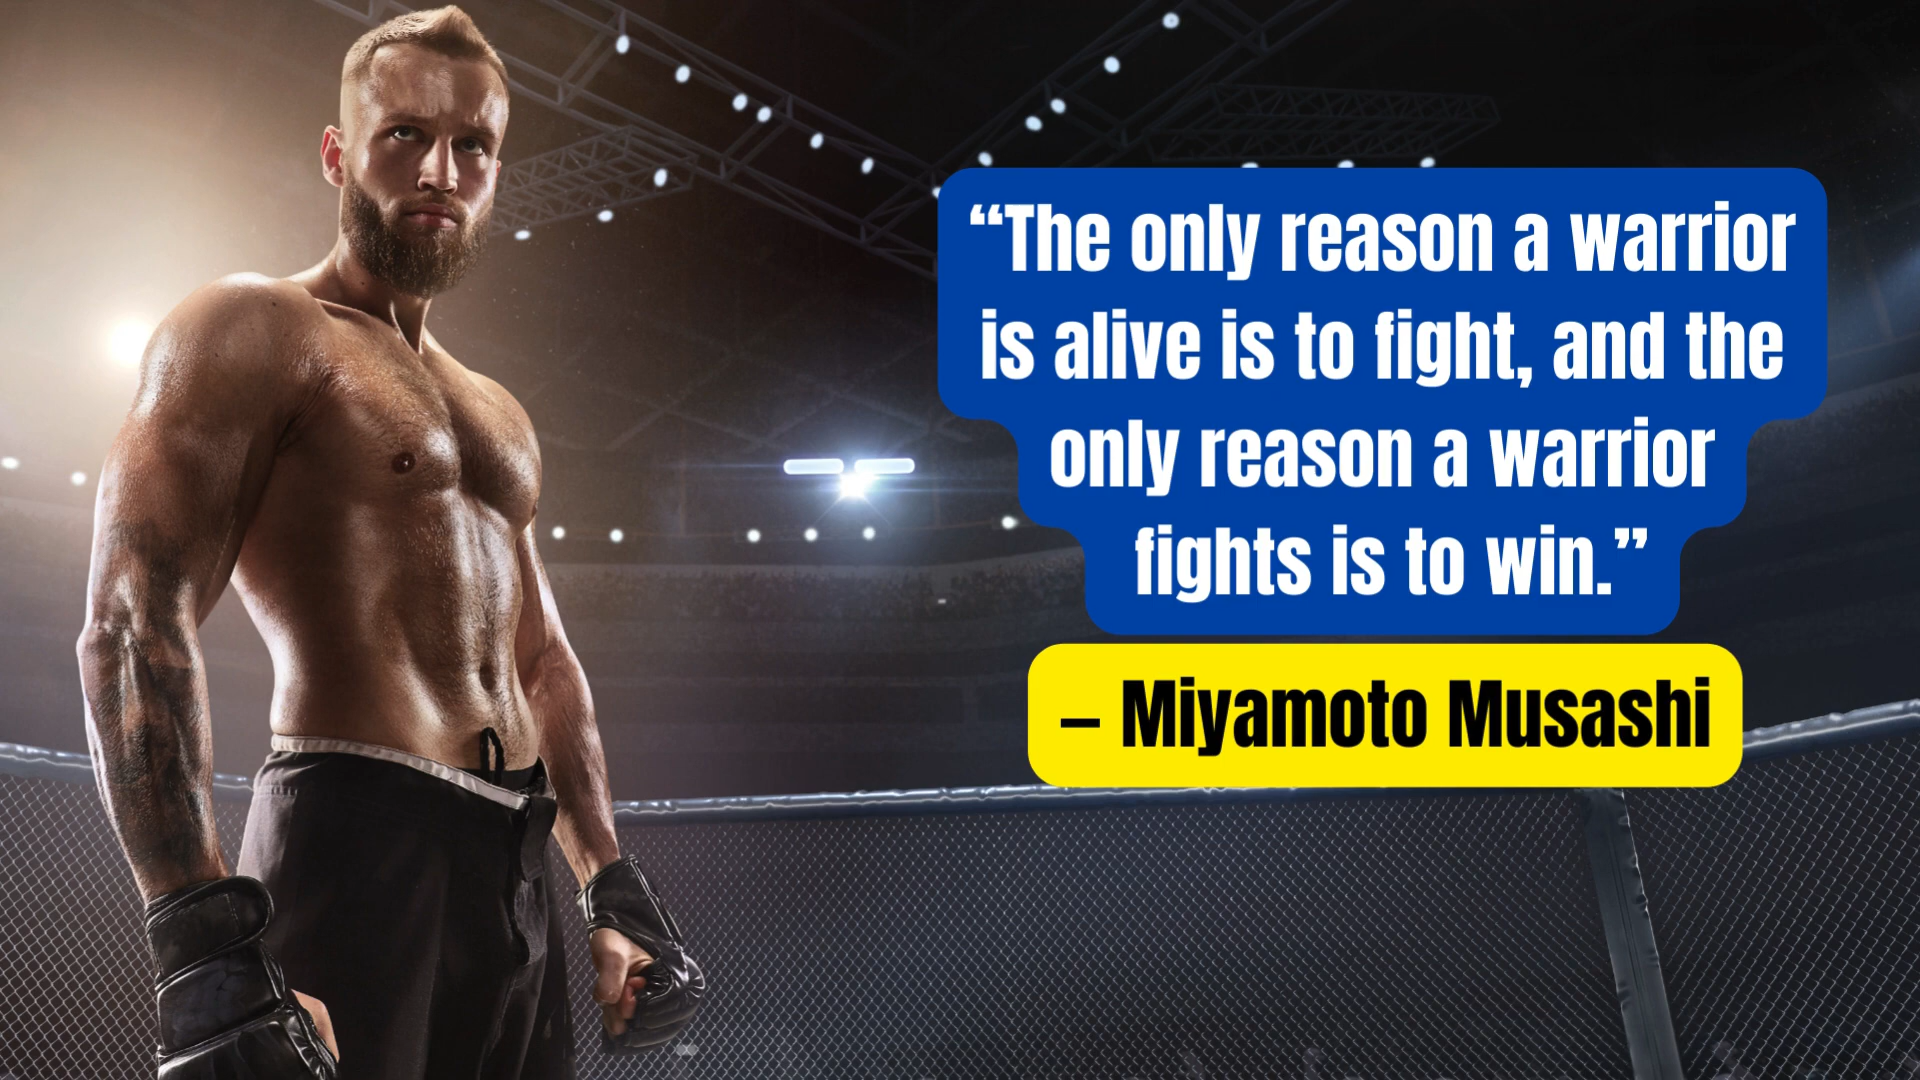 “The only reason a warrior
is alive is to fight, and the
only reason a warrior
fights is to win.”
– Miyamoto Musashi